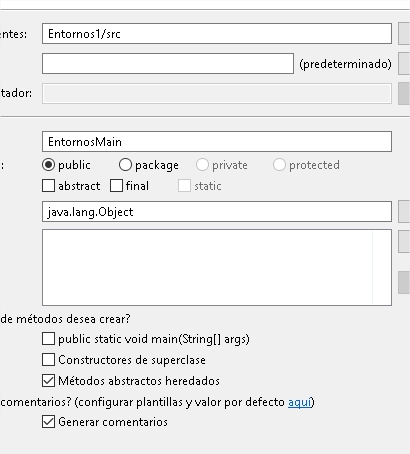 entes: Entornos1/src
(predeterminado)
tador:
EntornosMain
: public package private protected
abstract final static
java.lang.Object
de métodos desea crear?
public static void main(String[] args)
Constructores de superclase
Métodos abstractos heredados
comentarios? (configurar plantillas y valor por defecto aquí)
Generar comentarios